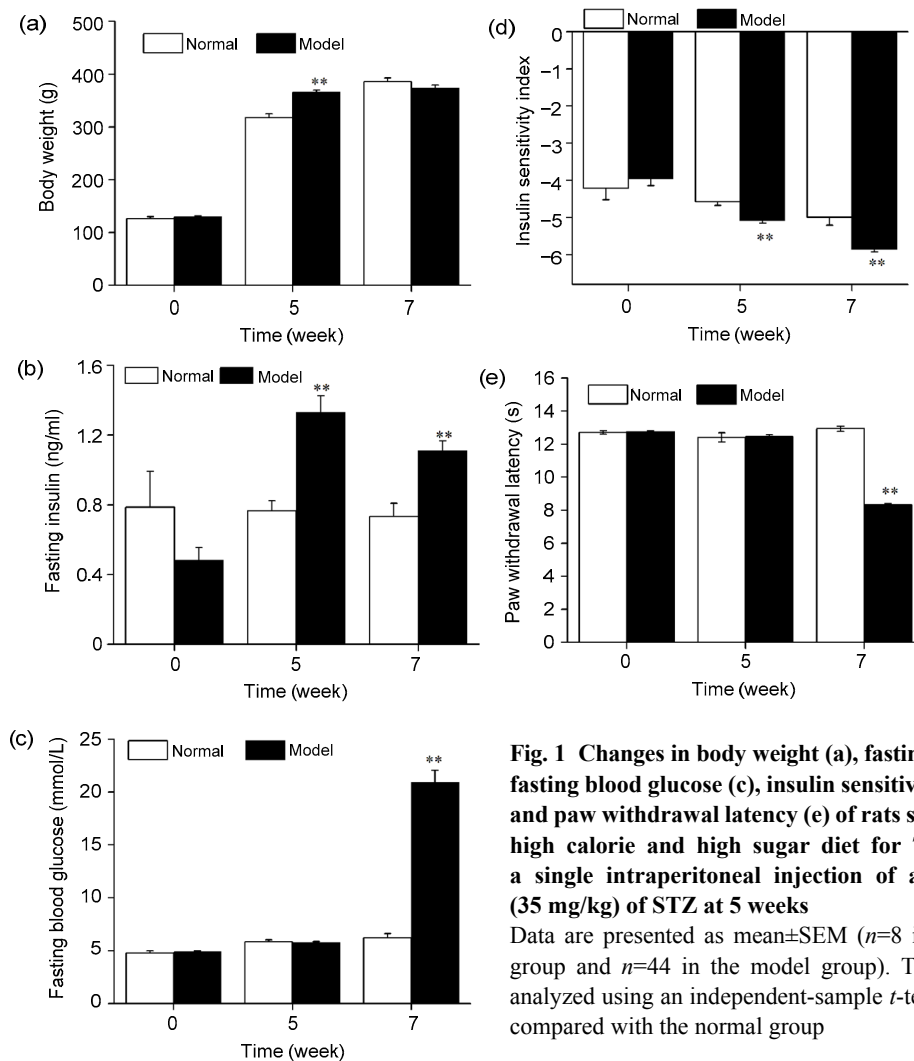 (a)
Normal Model
500
400
300
200
100
0
**
Body weight (g)
0 5 7
Time (week)
(d)
Normal Model
0
−1
−2
−3
−4
−5
−6
** **
Insulin sensitivity index
0 5 7
Time (week)
(b)
Normal Model
1.6
1.2
0.8
0.4
0
** **
Fasting insulin (ng/ml)
0 5 7
Time (week)
(e)
Normal Model
16
14
12
10
8
6
4
2
0
**
Paw withdrawal latency (s)
0 5 7
Time (week)
(c)
Normal Model
25
20
15
10
5
0
**
Fasting blood glucose (mmol/L)
0 5 7
Time (week)
Fig. 1 Changes in body weight (a),
fasting blood glucose (c), insulin
and paw withdrawal latency (e) of rats
high calorie and high sugar diet for
a single intraperitoneal injection of
(35 mg/kg) of STZ at 5 weeks
Data are presented as mean±SEM (n=8
group and n=44 in the model group).
analyzed using an independent-sample
compared with the normal group